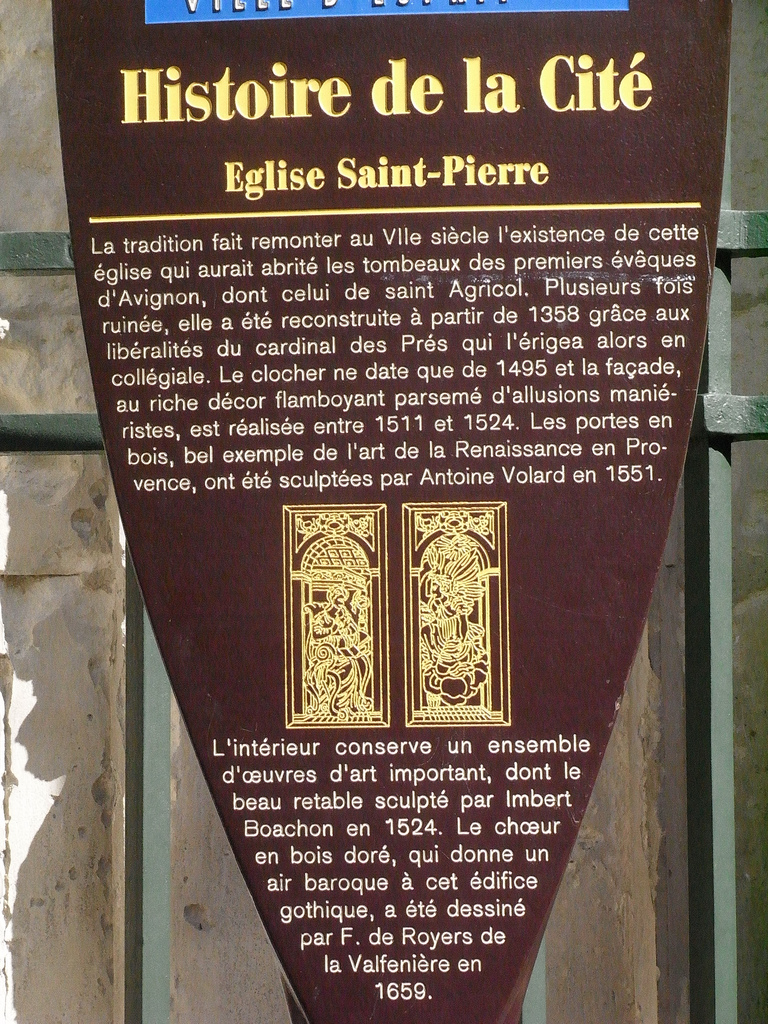 Histoire de la Cité
Eglise Saint-Pierre
La tradition fait remonter au VIIe siècle l'existence de cette
église qui aurait abrité les tombeaux des premiers évêques
d'Avignon, dont celui de saint Agricol. Plusieurs fois
ruinée, elle a été reconstruite à partir de 1358 grâce aux
libéralités du cardinal des Prés qui l'érigea alors en
collégiale. Le clocher ne date que de 1495 et la façade,
au riche décor flamboyant parsemé d'allusions manié-
ristes, est réalisée entre 1511 et 1524. Les portes en
bois, bel exemple de l'art de la Renaissance en Pro-
vence, ont été sculptées par Antoine Volard en 1551.
L'intérieur conserve un ensemble
d'œuvres d'art important, dont le
beau retable sculpté par Imbert
Boachon en 1524. Le chœur
en bois doré, qui donne un
air baroque à cet édifice
gothique, a été dessiné
par F. de Royers de
la Valfenière en
1659.